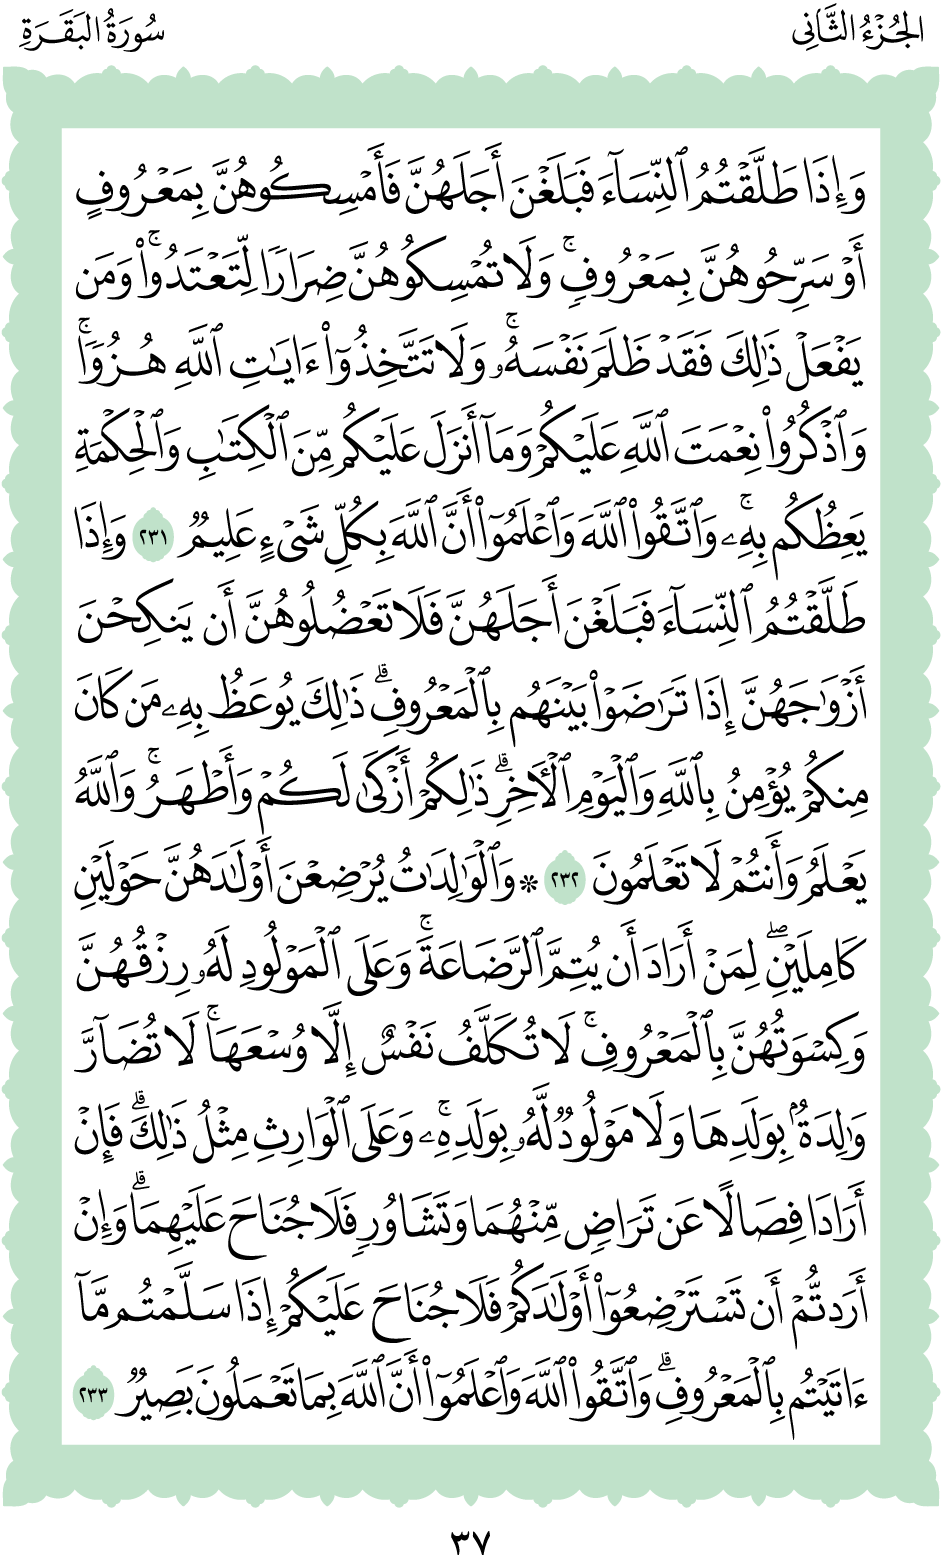 الجُزْءُ الثَّانِي
سُورَةُ البَقَرَةِ
وَإِذَا طَلَّقْتُمُ ٱلنِّسَآءَ فَبَلَغْنَ أَجَلَهُنَّ فَأَمْسِكُوهُنَّ بِمَعْرُوفٍ
أَوْ سَرِّحُوهُنَّ بِمَعْرُوفٖۚ وَلَا تُمْسِكُوهُنَّ ضِرَارٗا لِّتَعْتَدُواْۚ وَمَن
يَفْعَلْ ذَٰلِكَ فَقَدْ ظَلَمَ نَفْسَهُۥۚ وَلَا تَتَّخِذُوٓاْ ءَايَٰتِ ٱللَّهِ هُزُوٗاۚ
وَٱذْكُرُواْ نِعْمَتَ ٱللَّهِ عَلَيْكُمْ وَمَآ أَنزَلَ عَلَيْكُم مِّنَ ٱلْكِتَٰبِ وَٱلْحِكْمَةِ
يَعِظُكُم بِهِۦۚ وَٱتَّقُواْ ٱللَّهَ وَٱعْلَمُوٓاْ أَنَّ ٱللَّهَ بِكُلِّ شَىْءٍ عَلِيمٞ ٢٣١ وَإِذَا
طَلَّقْتُمُ ٱلنِّسَآءَ فَبَلَغْنَ أَجَلَهُنَّ فَلَا تَعْضُلُوهُنَّ أَن يَنكِحْنَ
أَزْوَٰجَهُنَّ إِذَا تَرَٰضَوْاْ بَيْنَهُم بِٱلْمَعْرُوفِۗ ذَٰلِكَ يُوعَظُ بِهِۦ مَن كَانَ
مِنكُمْ يُؤْمِنُ بِٱللَّهِ وَٱلْيَوْمِ ٱلْأٓخِرِۗ ذَٰلِكُمْ أَزْكَىٰ لَكُمْ وَأَطْهَرُۚ وَٱللَّهُ
يَعْلَمُ وَأَنتُمْ لَا تَعْلَمُونَ ٢٣٢ ۞ وَٱلْوَٰلِدَٰتُ يُرْضِعْنَ أَوْلَٰدَهُنَّ حَوْلَيْنِ
كَامِلَيْنِۖ لِمَنْ أَرَادَ أَن يُتِمَّ ٱلرَّضَاعَةَۚ وَعَلَى ٱلْمَوْلُودِ لَهُۥ رِزْقُهُنَّ
وَكِسْوَتُهُنَّ بِٱلْمَعْرُوفِۚ لَا تُكَلَّفُ نَفْسٌ إِلَّا وُسْعَهَاۚ لَا تُضَآرَّ
وَٰلِدَةُۢ بِوَلَدِهَا وَلَا مَوْلُودٞ لَّهُۥ بِوَلَدِهِۦۚ وَعَلَى ٱلْوَارِثِ مِثْلُ ذَٰلِكَۗ فَإِنْ
أَرَادَا فِصَالًا عَن تَرَاضٖ مِّنْهُمَا وَتَشَاوُرٖ فَلَا جُنَاحَ عَلَيْهِمَاۗ وَإِنْ
أَرَدتُّمْ أَن تَسْتَرْضِعُوٓاْ أَوْلَٰدَكُمْ فَلَا جُنَاحَ عَلَيْكُمْ إِذَا سَلَّمْتُم مَّآ
ءَاتَيْتُم بِٱلْمَعْرُوفِۗ وَٱتَّقُواْ ٱللَّهَ وَٱعْلَمُوٓاْ أَنَّ ٱللَّهَ بِمَا تَعْمَلُونَ بَصِيرٞ ٢٣٣
٣٧